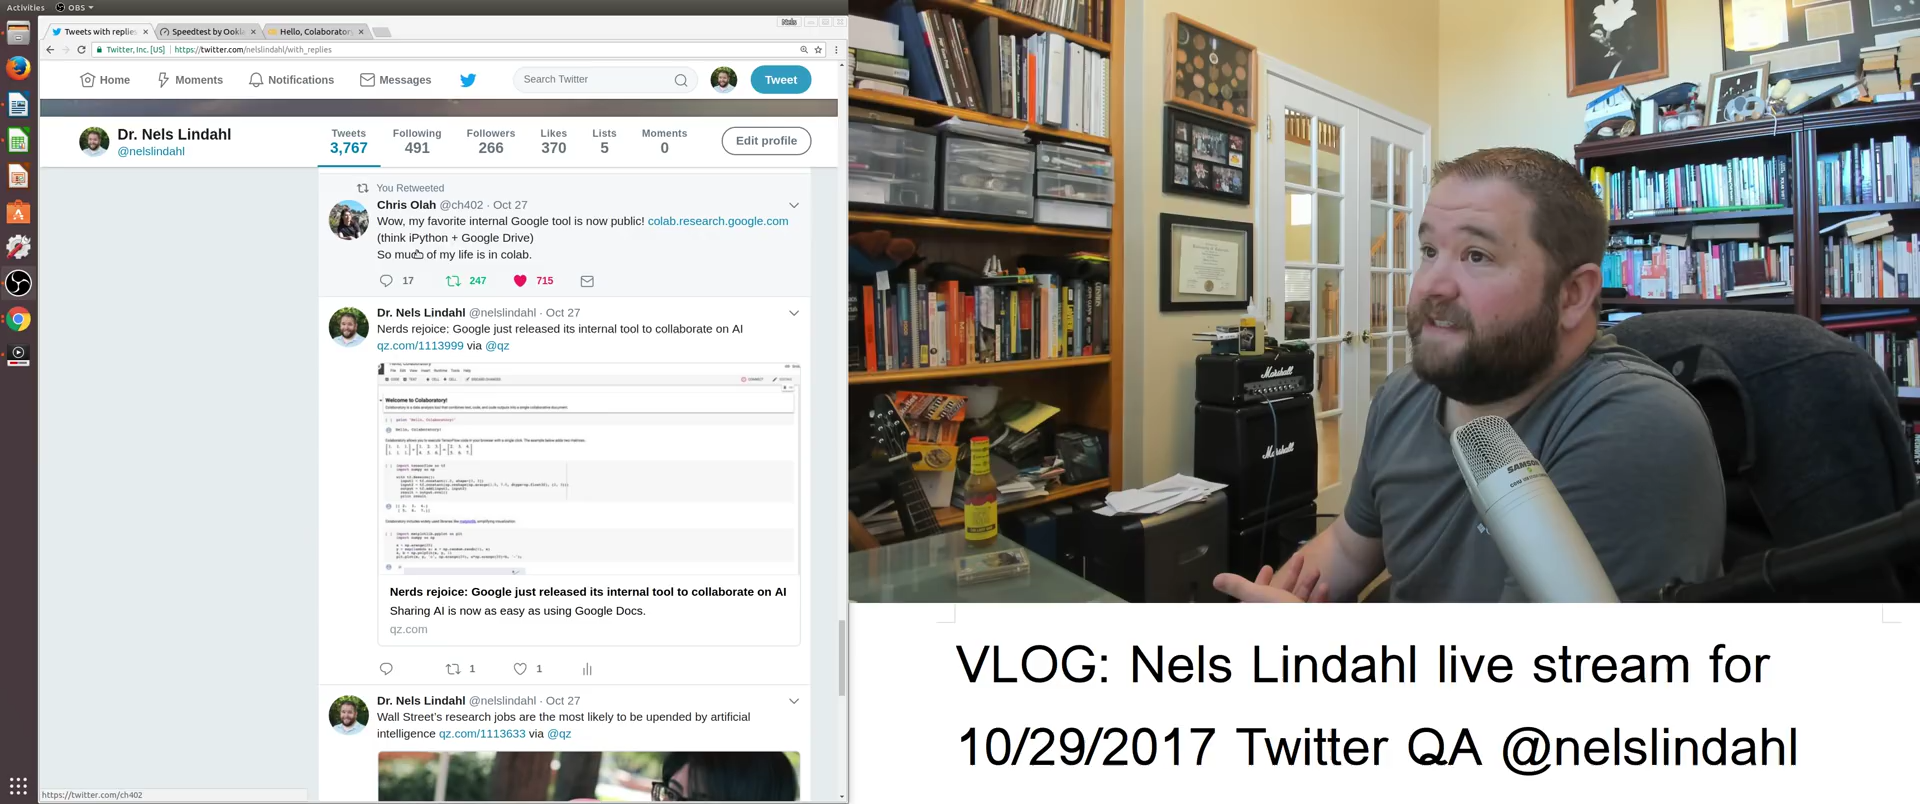 Activities
OBS
Nels
Tweets with replies
Speedtest by Ookla
Hello, Colaboratory
Twitter, Inc. [US]
https://twitter.com/nelslindahl/with_replies
Home
Moments
Notifications
Messages
Search Twitter
Tweet
Dr. Nels Lindahl
@nelslindahl
Tweets
3,767
Following
491
Followers
266
Likes
370
Lists
5
Moments
0
Edit profile
You Retweeted
Chris Olah @ch402 · Oct 27
Wow, my favorite internal Google tool is now public! colab.research.google.com
(think iPython + Google Drive)
So much of my life is in colab.
17
247
715
Dr. Nels Lindahl @nelslindahl · Oct 27
Nerds rejoice: Google just released its internal tool to collaborate on AI
qz.com/1113999 via @qz
Welcome to Colaboratory!
Nerds rejoice: Google just released its internal tool to collaborate on AI
Sharing AI is now as easy as using Google Docs.
qz.com
1
1
Dr. Nels Lindahl @nelslindahl · Oct 27
Wall Street's research jobs are the most likely to be upended by artificial
intelligence qz.com/1113633 via @qz
https://twitter.com/ch402
Marshall
Marshall
SAMSON
VLOG: Nels Lindahl live stream for
10/29/2017 Twitter QA @nelslindahl